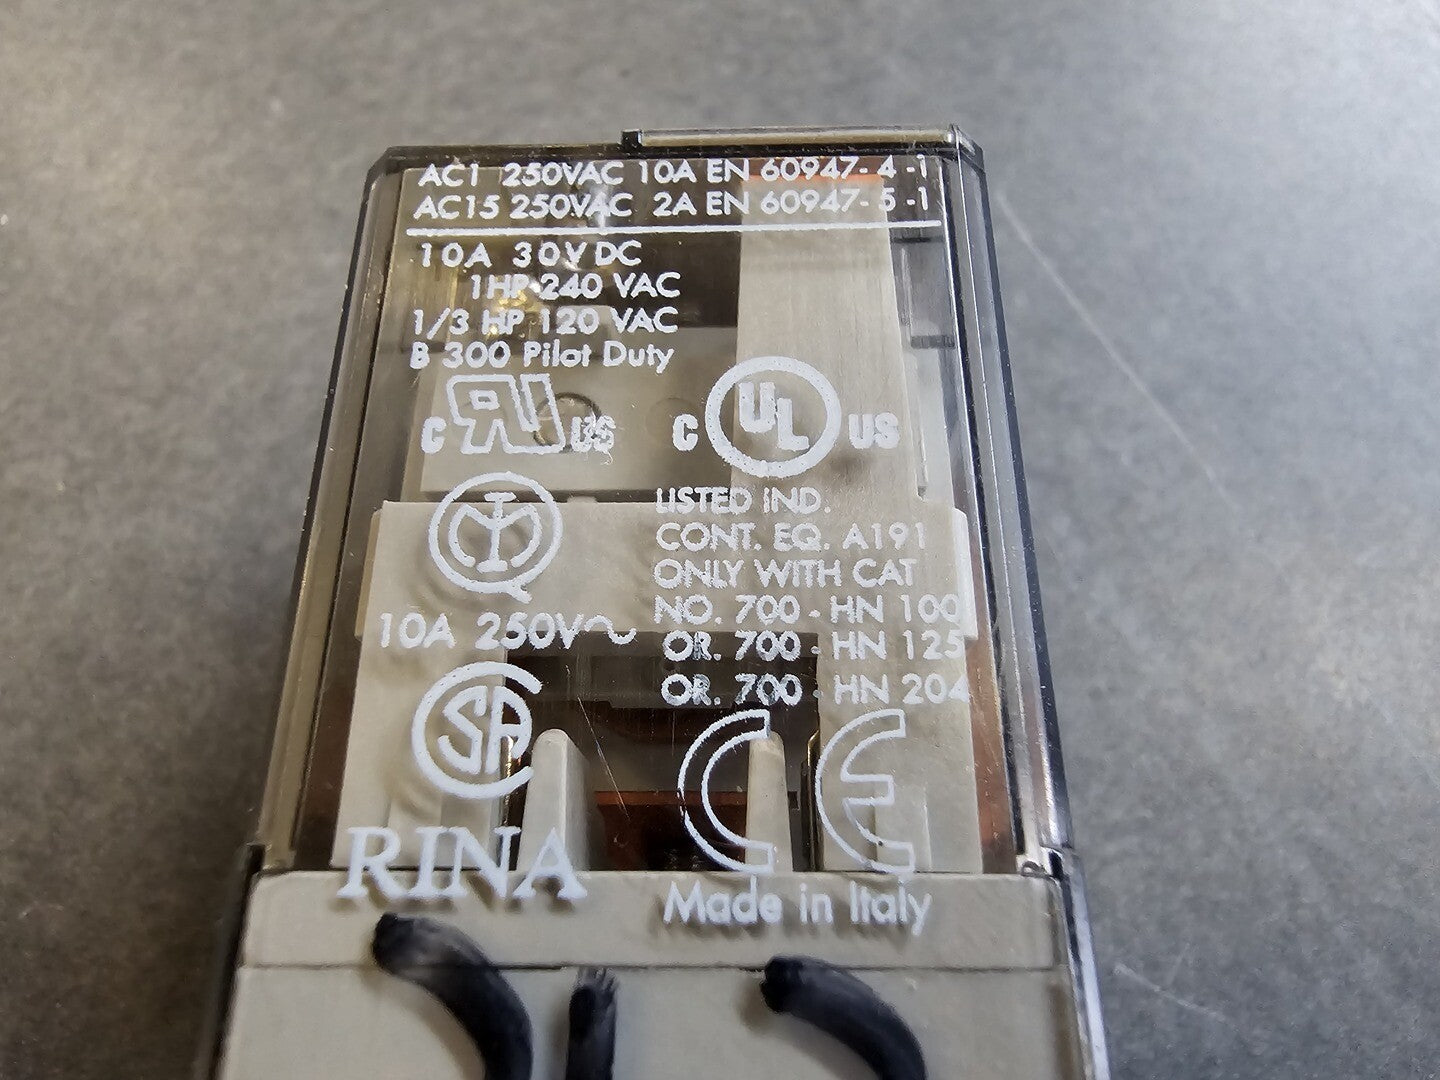 AC1 250VAC 10A EN 60947-4-1
AC15 250VAC 2A EN 60947-5-1
10A 30V DC
1HP 240 VAC
1/3 HP 120 VAC
B 300 Pilot Duty
C RU US
C UL US
LISTED IND.
CONT. EQ. A191
ONLY WITH CAT
NO. 700-HN 100
OR. 700-HN 125
OR. 700-HN 204
10A 250V~
CSA
CE
RINA
Made in Italy